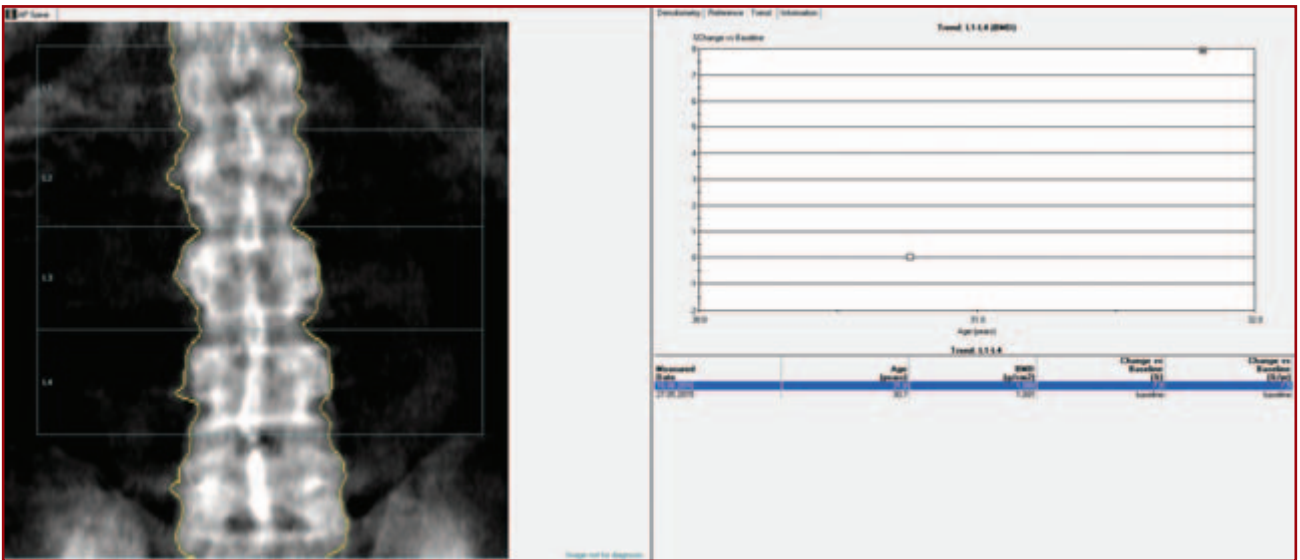 AP Spine
L1
L2
L3
L4
Image not for diagnosis
Densitometry Reference Trend Information
Trend: L1-L4 (BMD)
%Change vs Baseline
8
7
6
5
4
3
2
1
0
31.0
32.0
Age (years)
Trend: L1-L4
Measured Date Age (years) BMD (g/cm2) Change vs Baseline (%) Change vs Baseline (%/yr)
27.05.2015 30.7 baseline baseline